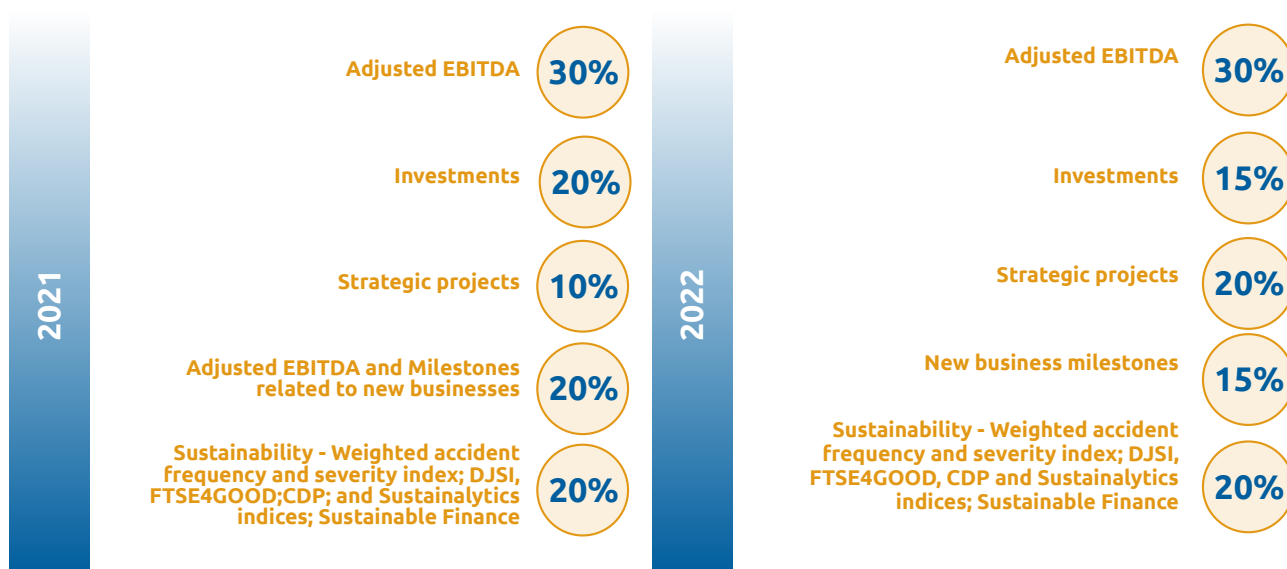 2021
Adjusted EBITDA
30%
Investments
20%
Strategic projects
10%
Adjusted EBITDA and Milestones
related to new businesses
20%
Sustainability - Weighted accident
frequency and severity index; DJSI,
FTSE4GOOD;CDP; and Sustainalytics
indices; Sustainable Finance
20%
2022
Adjusted EBITDA
30%
Investments
15%
Strategic projects
20%
New business milestones
15%
Sustainability - Weighted accident
frequency and severity index; DJSI,
FTSE4GOOD, CDP and Sustainalytics
indices; Sustainable Finance
20%